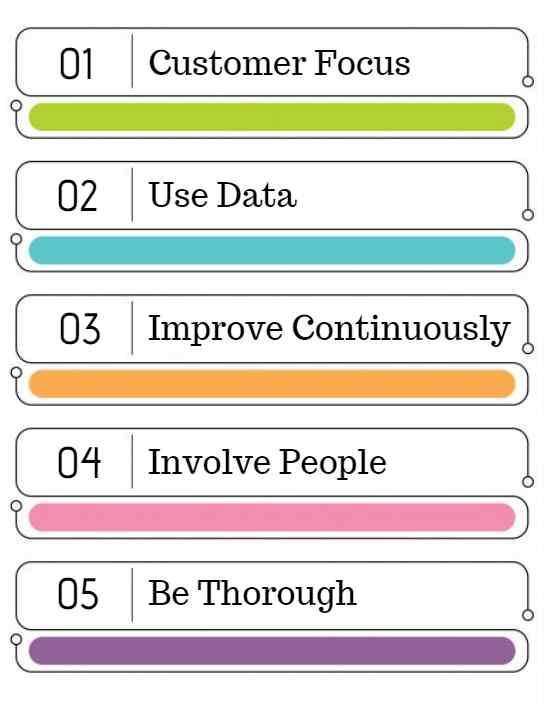 01 Customer Focus
02 Use Data
03 Improve Continuously
04 Involve People
05 Be Thorough